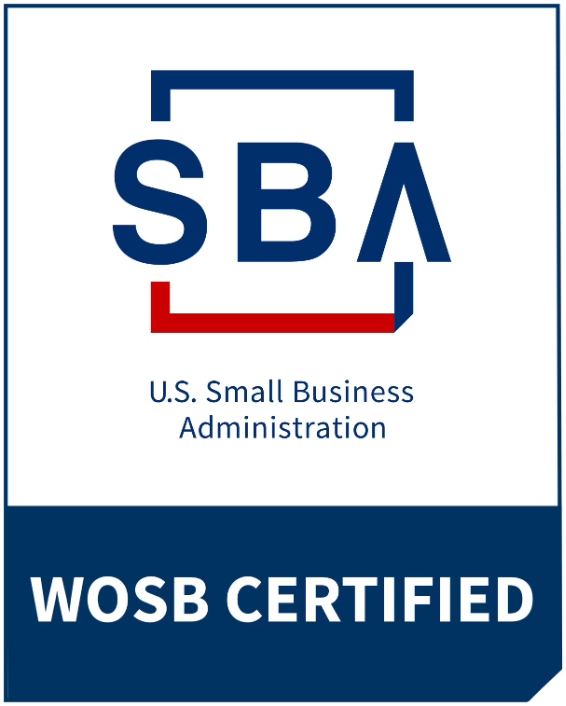 SBA
U.S. Small Business
Administration
WOSB CERTIFIED